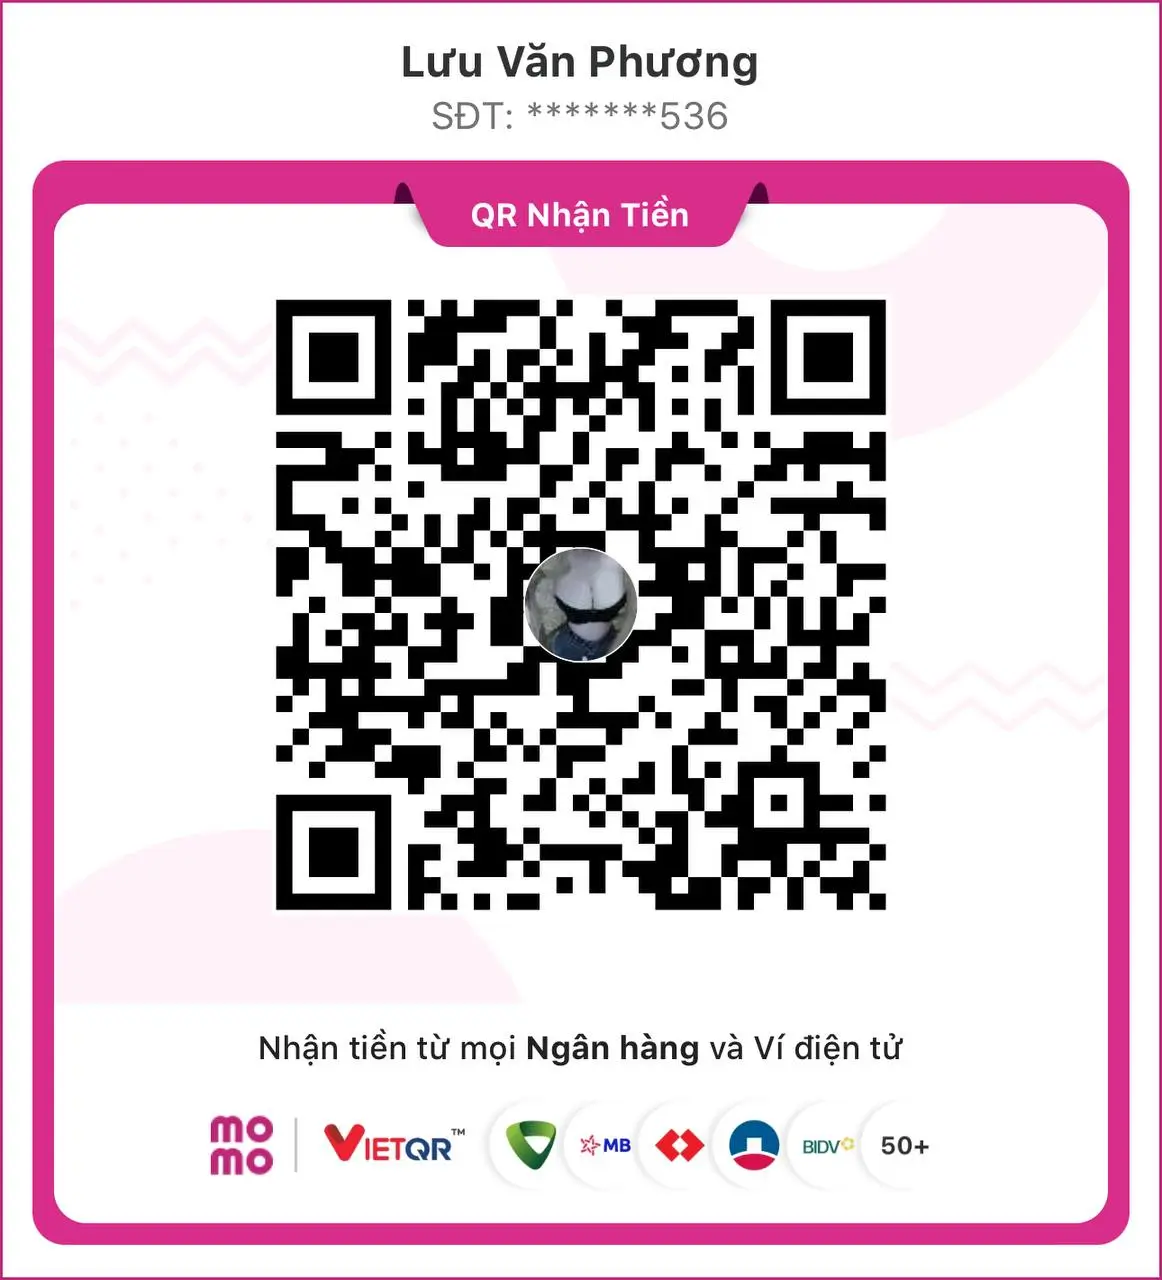 Lưu Văn Phương
SĐT: *******536
QR Nhận Tiền
Nhận tiền từ mọi Ngân hàng và Ví điện tử
mo mo VIETQR™ MB BIDV 50+